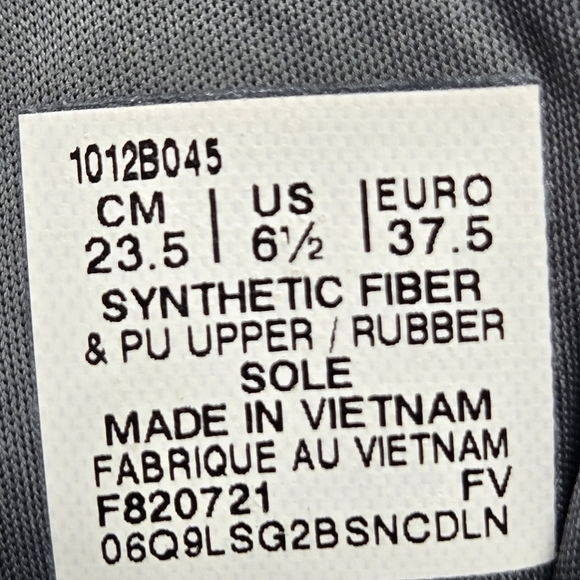 1012B045
CM | US | EURO
23.5 | 6½ | 37.5
SYNTHETIC FIBER
& PU UPPER / RUBBER
SOLE
MADE IN VIETNAM
FABRIQUE AU VIETNAM
F820721 FV
06Q9LSG2BSNCDLN